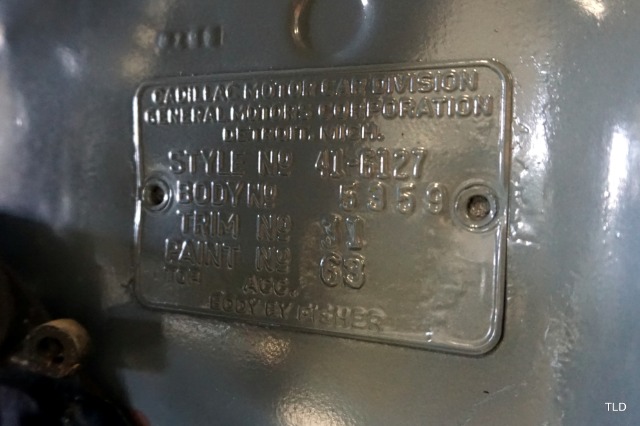 CADILLAC MOTOR CAR DIVISION
GENERAL MOTORS CORPORATION
DETROIT, MICH.
STYLE Nº 41-6127
BODY Nº 5359
TRIM Nº
PAINT Nº 63
ACC.
BODY BY FISHER
TLD